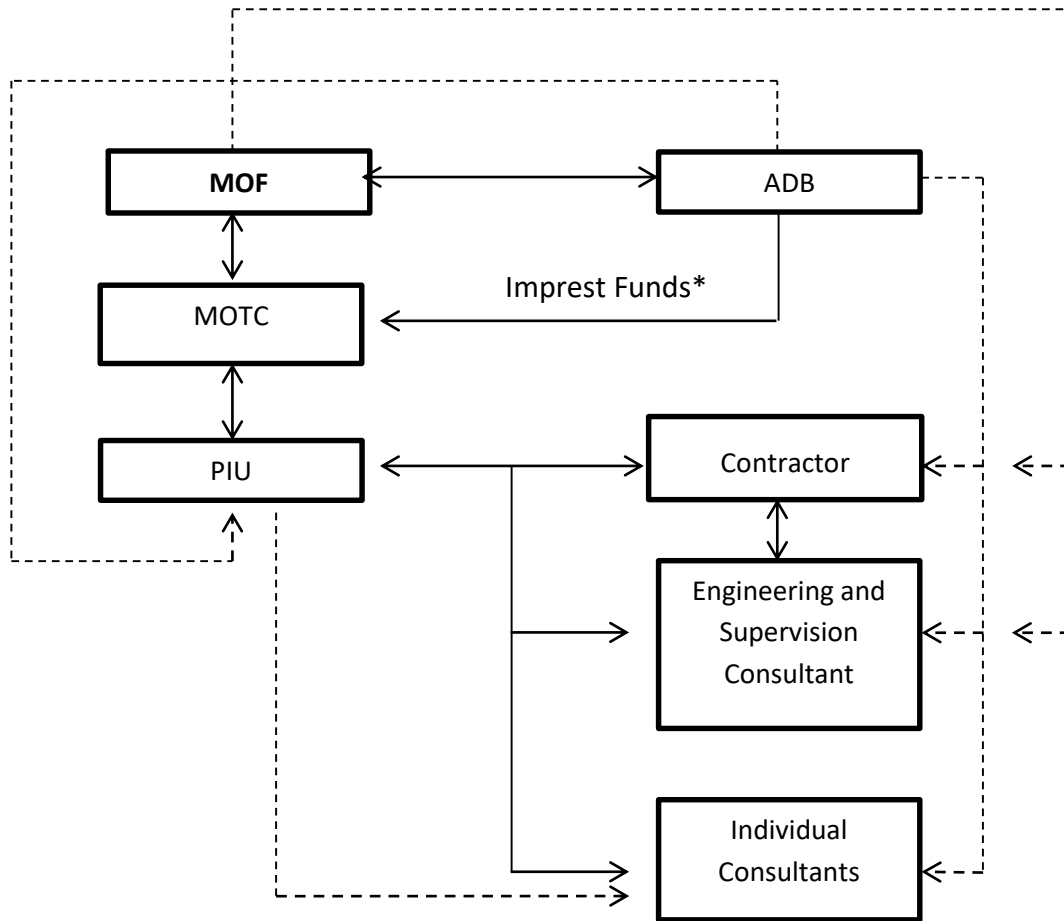 MOF
ADB
Imprest Funds*
MOTC
PIU
Contractor
Engineering and
Supervision
Consultant
Individual
Consultants